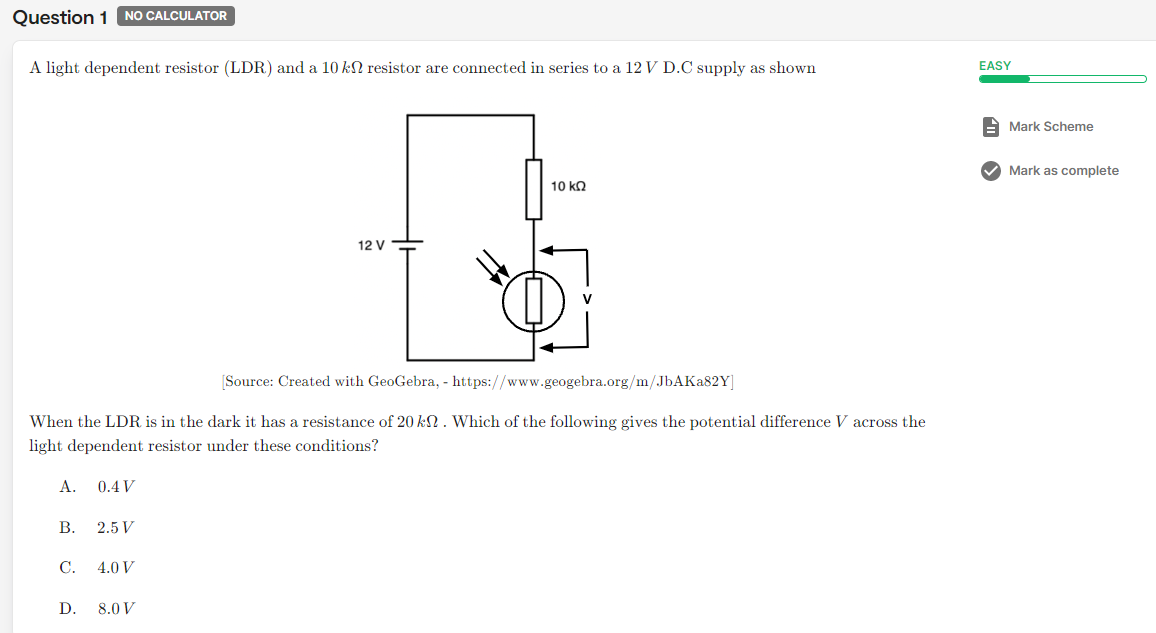 Question 1 NO CALCULATOR
A light dependent resistor (LDR) and a 10 kΩ resistor are connected in series to a 12 V D.C supply as shown
EASY
Mark Scheme
Mark as complete
10 kΩ
12 V
V
[Source: Created with GeoGebra, - https://www.geogebra.org/m/JbAKa82Y]
When the LDR is in the dark it has a resistance of 20 kΩ . Which of the following gives the potential difference V across the
light dependent resistor under these conditions?
A. 0.4 V
B. 2.5 V
C. 4.0 V
D. 8.0 V